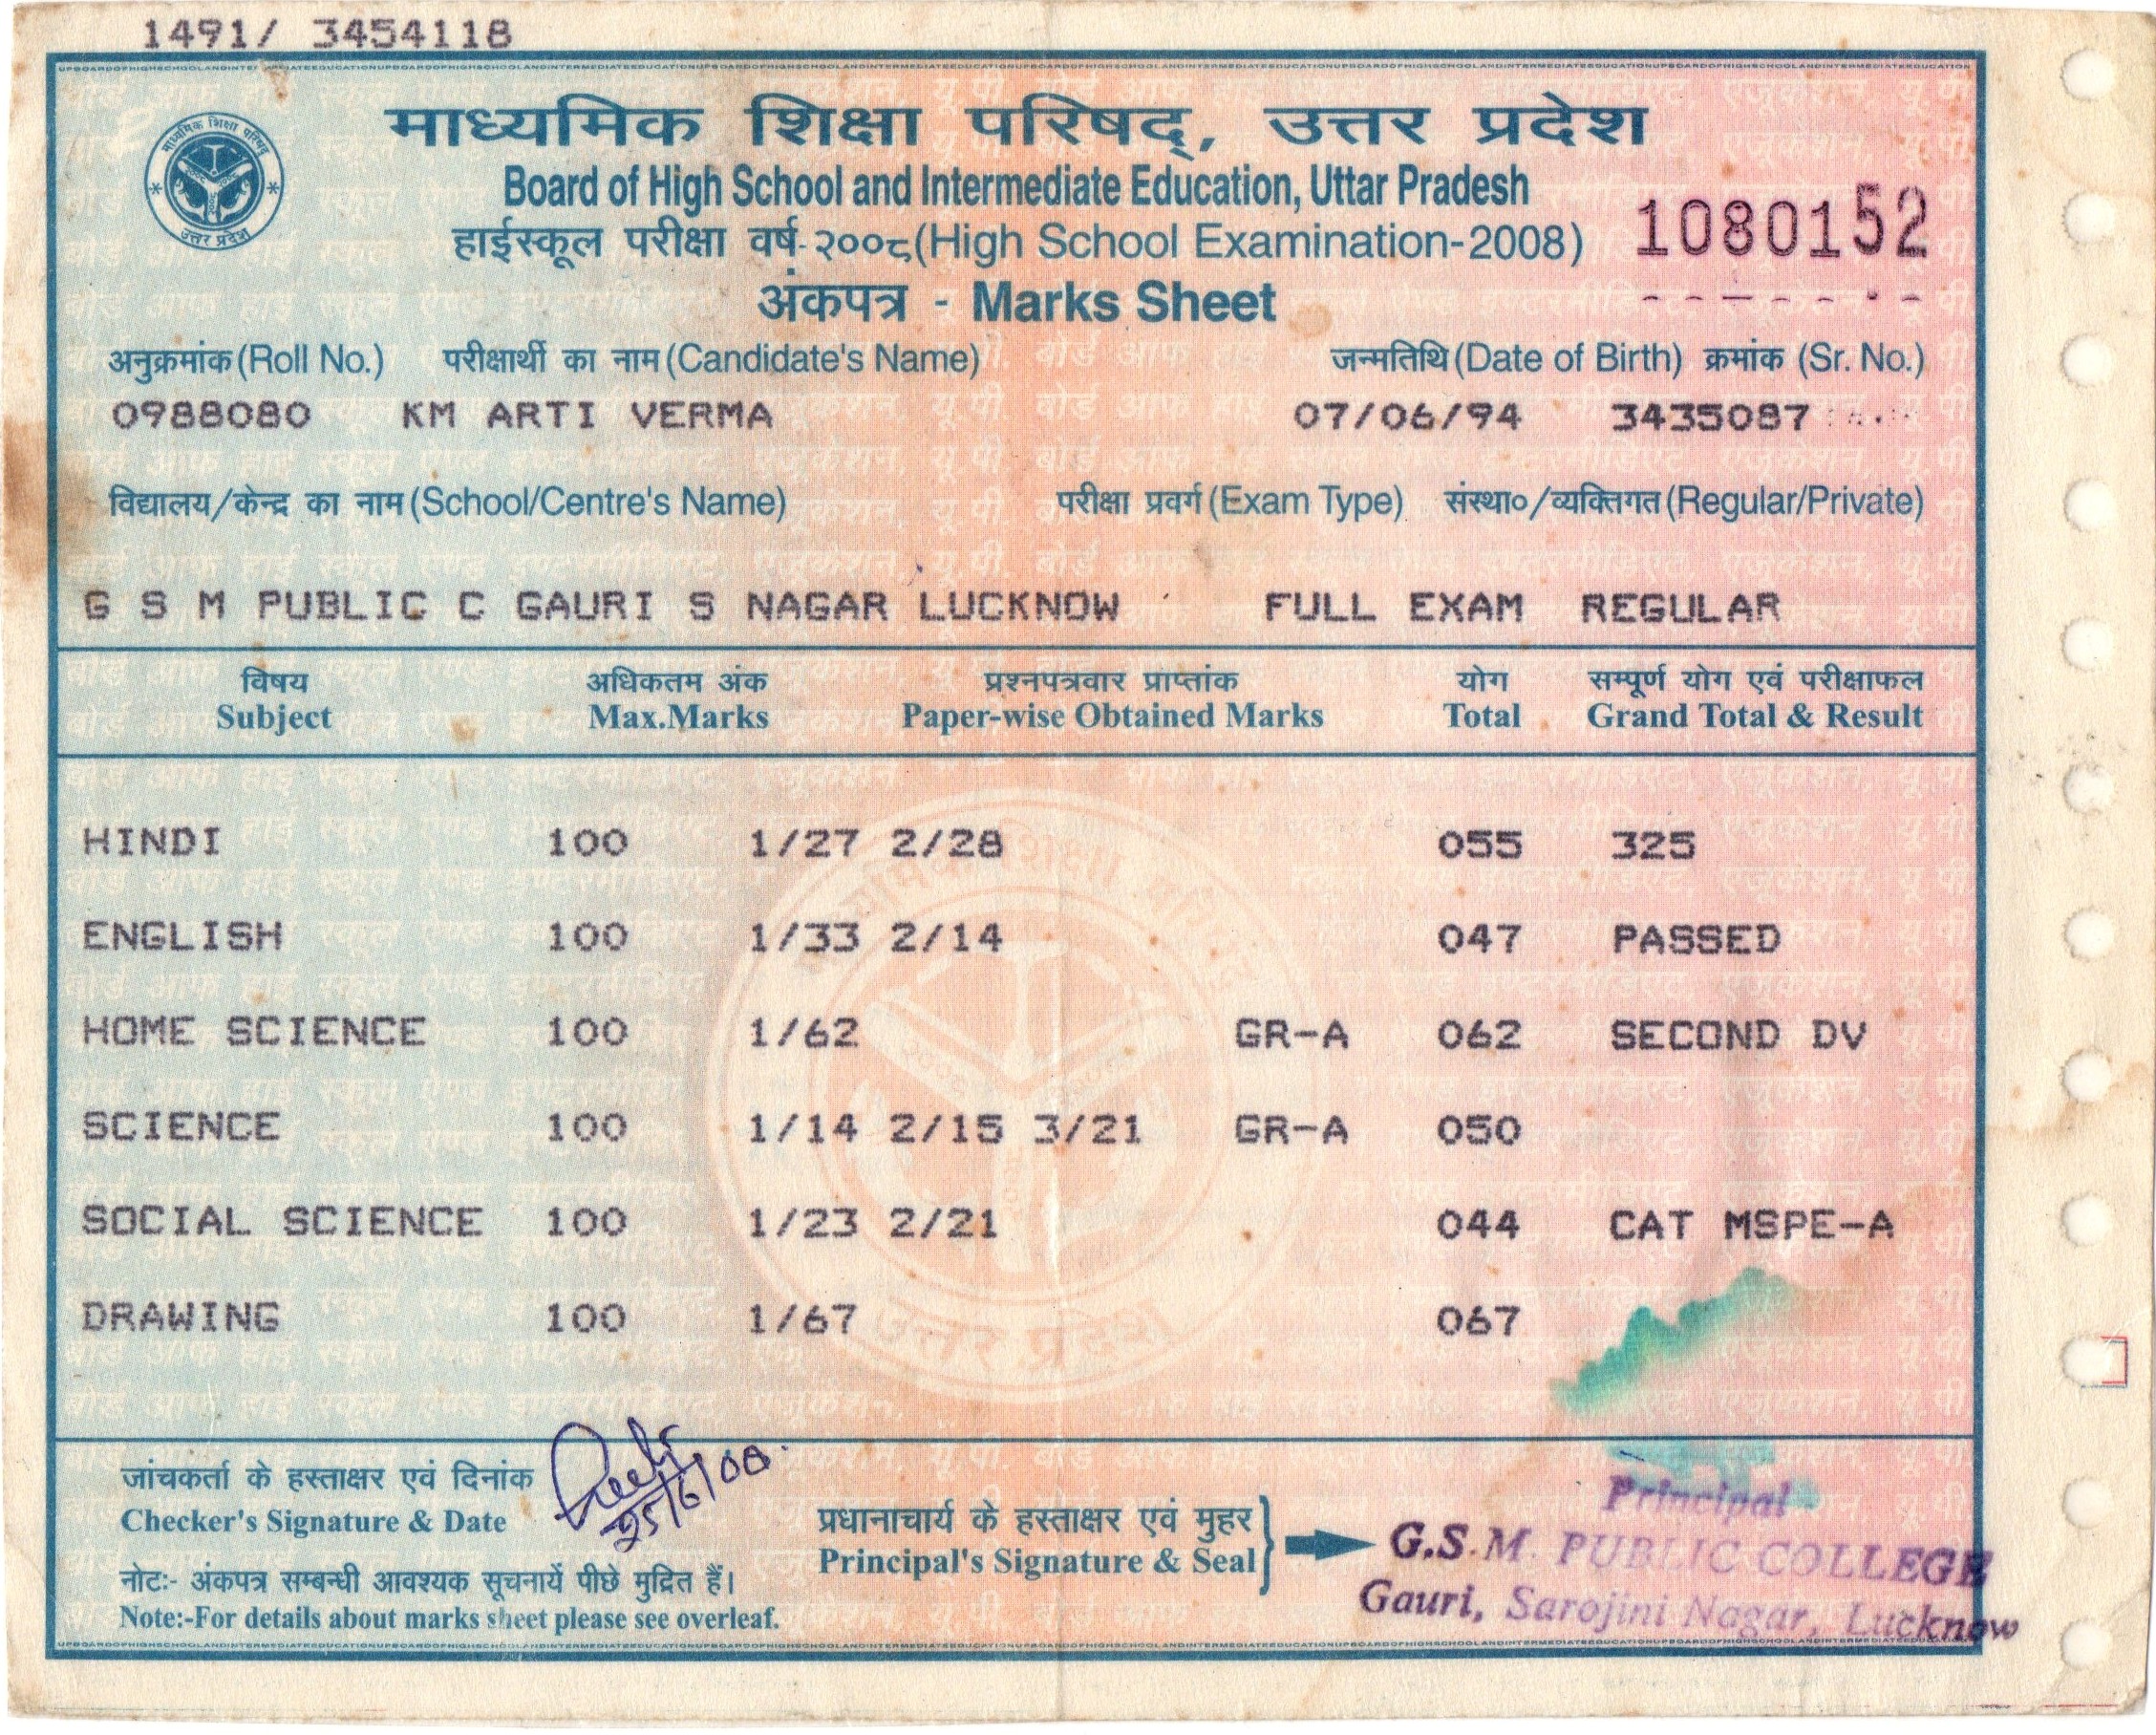 1491/ 3454118
माध्यमिक शिक्षा परिषद्, उत्तर प्रदेश
माध्यमिक शिक्षा परिषद
उत्तर प्रदेश
Board of High School and Intermediate Education, Uttar Pradesh
हाईस्कूल परीक्षा वर्ष-२००८(High School Examination-2008) 1080152
अंकपत्र - Marks Sheet
अनुक्रमांक (Roll No.) परीक्षार्थी का नाम (Candidate's Name) जन्मतिथि (Date of Birth) क्रमांक (Sr. No.)
0988080 KM ARTI VERMA 07/06/94 3435087
विद्यालय/केन्द्र का नाम (School/Centre's Name) परीक्षा प्रवर्ग (Exam Type) संस्था०/व्यक्तिगत (Regular/Private)
G S M PUBLIC C GAURI S NAGAR LUCKNOW FULL EXAM REGULAR
विषय अधिकतम अंक प्रश्नपत्रवार प्राप्तांक योग सम्पूर्ण योग एवं परीक्षाफल
Subject Max.Marks Paper-wise Obtained Marks Total Grand Total & Result
HINDI 100 1/27 2/28 055 325
ENGLISH 100 1/33 2/14 047 PASSED
HOME SCIENCE 100 1/62 GR-A 062 SECOND DV
SCIENCE 100 1/14 2/15 3/21 GR-A 050
SOCIAL SCIENCE 100 1/23 2/21 044 CAT MSPE-A
DRAWING 100 1/67 067
जांचकर्ता के हस्ताक्षर एवं दिनांक
Checker's Signature & Date
25/6/08
प्रधानाचार्य के हस्ताक्षर एवं मुहर
Principal's Signature & Seal
Principal
G.S.M. PUBLIC COLLEGE
Gauri, Sarojini Nagar, Lucknow
नोटः- अंकपत्र सम्बन्धी आवश्यक सूचनायें पीछे मुद्रित हैं।
Note:-For details about marks sheet please see overleaf.